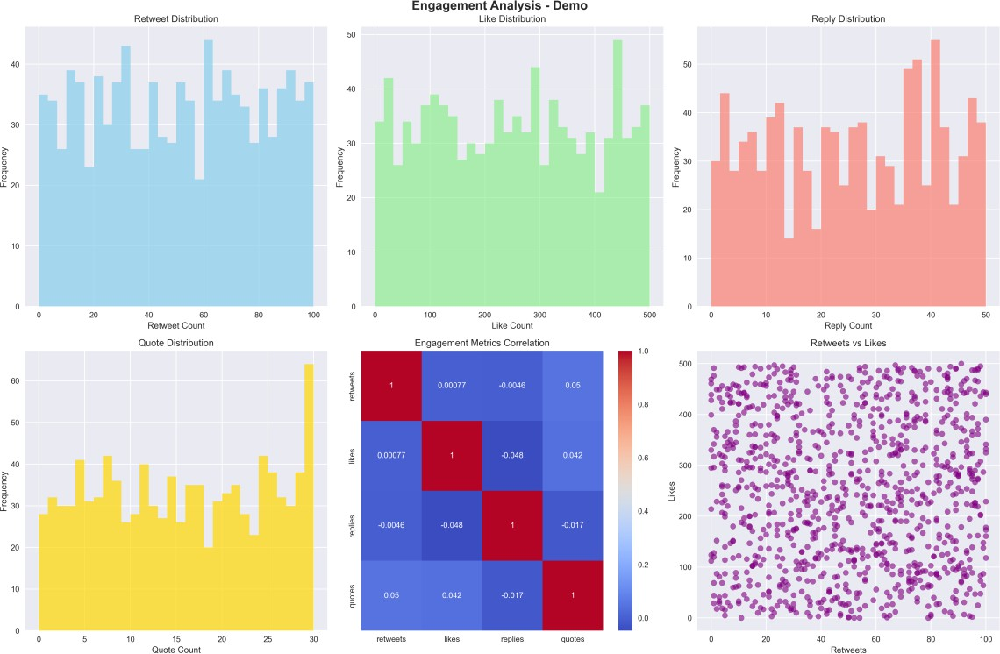 Engagement Analysis - Demo
Retweet Distribution
Frequency
40
30
20
10
0
0 20 40 60 80 100
Retweet Count
Like Distribution
Frequency
50
40
30
20
10
0
0 100 200 300 400 500
Like Count
Reply Distribution
Frequency
50
40
30
20
10
0
0 10 20 30 40 50
Reply Count
Quote Distribution
Frequency
60
50
40
30
20
10
0
0 5 10 15 20 25 30
Quote Count
Engagement Metrics Correlation
retweets 1 0.00077 -0.0046 0.05
likes 0.00077 1 -0.048 0.042
replies -0.0046 -0.048 1 -0.017
quotes 0.05 0.042 -0.017 1
retweets likes replies quotes
1.0
0.8
0.6
0.4
0.2
0.0
Retweets vs Likes
Likes
500
400
300
200
100
0
0 20 40 60 80 100
Retweets